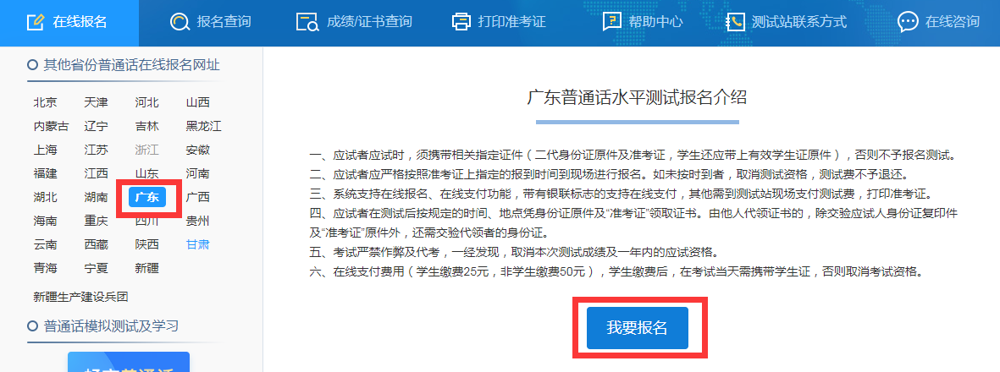 在线报名
报名查询
成绩/证书查询
打印准考证
帮助中心
测试站联系方式
在线咨询
其他省份普通话在线报名网址
北京 天津 河北 山西
内蒙古 辽宁 吉林 黑龙江
上海 江苏 浙江 安徽
福建 江西 山东 河南
湖北 湖南 广东 广西
海南 重庆 四川 贵州
云南 西藏 陕西 甘肃
青海 宁夏 新疆
新疆生产建设兵团
普通话模拟测试及学习
广东普通话水平测试报名介绍
一、应试者应试时，须携带相关指定证件（二代身份证原件及准考证，学生还应带上有效学生证原件），否则不予报名测试。
二、应试者应严格按照准考证上指定的报到时间到现场进行报名。如未按时到者，取消测试资格，测试费不予退还。
三、系统支持在线报名、在线支付功能，带有银联标志的支持在线支付，其他需到测试站现场支付测试费，打印准考证。
四、应试者在测试后按规定的时间、地点凭身份证原件及“准考证”领取证书。由他人代领证书的，除交验应试人身份证复印件
及“准考证”原件外，还需交验代领者的身份证。
五、考试严禁作弊及代考，一经发现，取消本次测试成绩及一年内的应试资格。
六、在线支付费用（学生缴费25元，非学生缴费50元），学生缴费后，在考试当天需携带学生证，否则取消考试资格。
我要报名